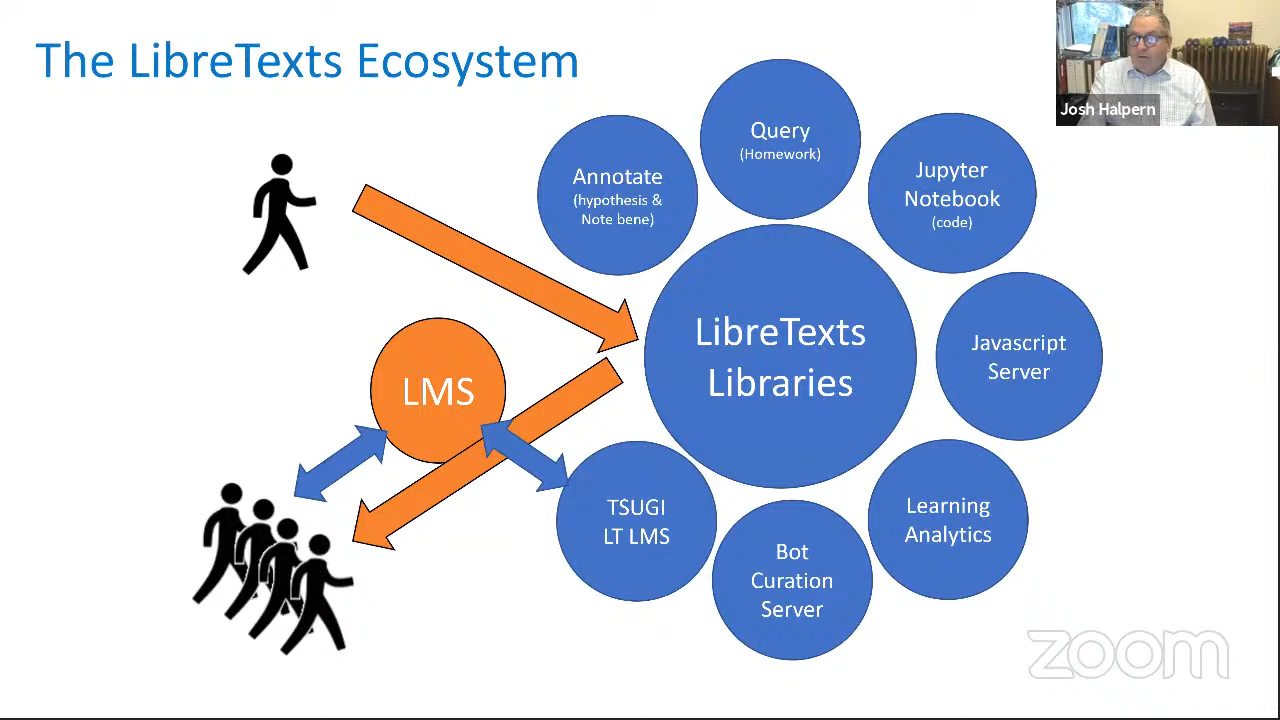 The LibreTexts Ecosystem
Josh Halpern
Query
(Homework)
Annotate
(hypothesis &
Note bene)
Jupyter
Notebook
(code)
LibreTexts
Libraries
Javascript
Server
LMS
TSUGI
LT LMS
Learning
Analytics
Bot
Curation
Server
zoom